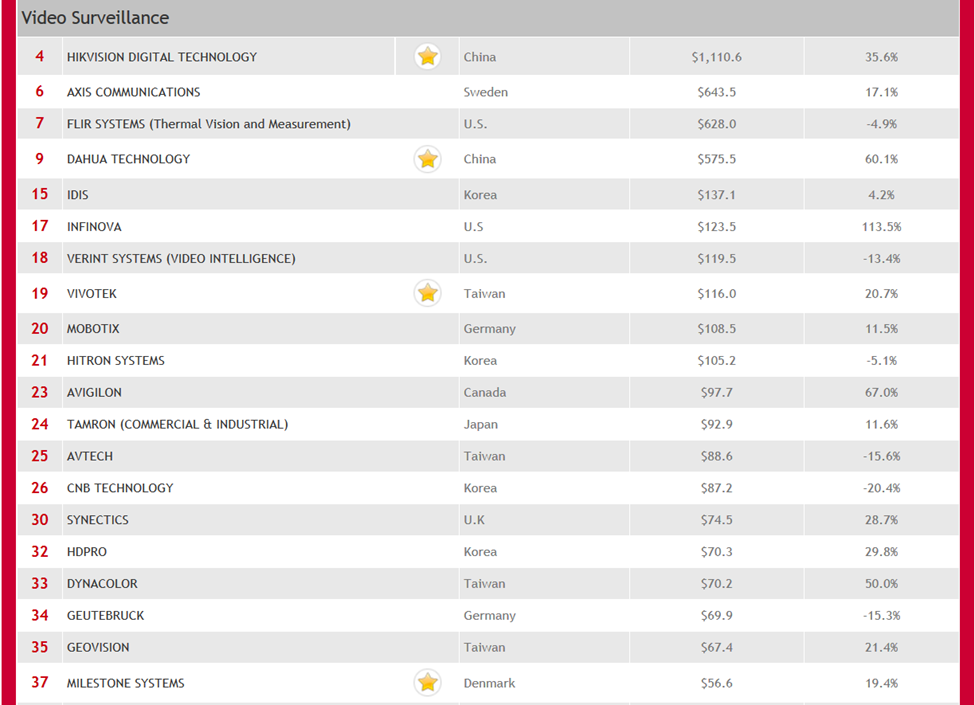 Video Surveillance
4 HIKVISION DIGITAL TECHNOLOGY China $1,110.6 35.6%
6 AXIS COMMUNICATIONS Sweden $643.5 17.1%
7 FLIR SYSTEMS (Thermal Vision and Measurement) U.S. $628.0 -4.9%
9 DAHUA TECHNOLOGY China $575.5 60.1%
15 IDIS Korea $137.1 4.2%
17 INFINOVA U.S $123.5 113.5%
18 VERINT SYSTEMS (VIDEO INTELLIGENCE) U.S. $119.5 -13.4%
19 VIVOTEK Taiwan $116.0 20.7%
20 MOBOTIX Germany $108.5 11.5%
21 HITRON SYSTEMS Korea $105.2 -5.1%
23 AVIGILON Canada $97.7 67.0%
24 TAMRON (COMMERCIAL & INDUSTRIAL) Japan $92.9 11.6%
25 AVTECH Taiwan $88.6 -15.6%
26 CNB TECHNOLOGY Korea $87.2 -20.4%
30 SYNECTICS U.K $74.5 28.7%
32 HDPRO Korea $70.3 29.8%
33 DYNACOLOR Taiwan $70.2 50.0%
34 GEUTEBRUCK Germany $69.9 -15.3%
35 GEOVISION Taiwan $67.4 21.4%
37 MILESTONE SYSTEMS Denmark $56.6 19.4%